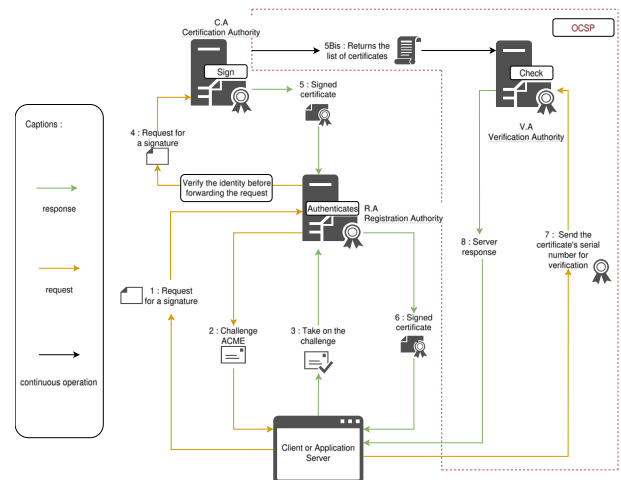 C.A
Certification Authority
OCSP
5Bis : Returns the
list of certificates
Sign
Check
5 : Signed
certificate
V.A
Verification Authority
Captions :
4 : Request for
a signature
Verify the identity before
forwarding the request
response
Authenticates
R.A
Registration Authority
7 : Send the
certificate's serial
number for
verification
8 : Server
response
request
1 : Request
for a signature
2 : Challenge
ACME
3 : Take on the
challenge
6 : Signed
certificate
continuous operation
Client or Application
Server